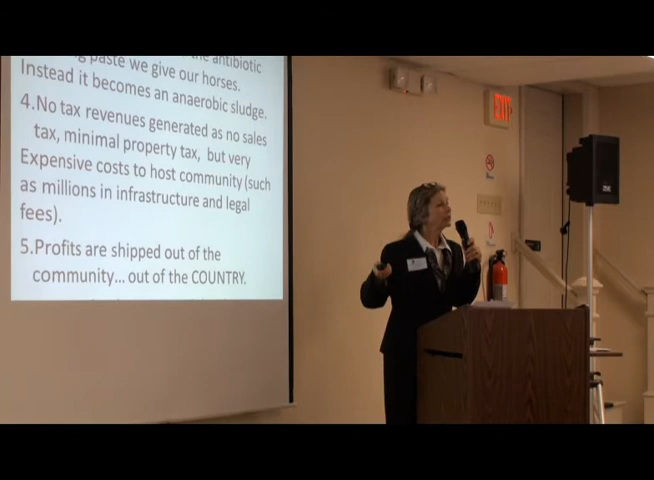 the antibiotic
paste we give our horses.
Instead it becomes an anaerobic sludge.
4.No tax revenues generated as no sales
tax, minimal property tax, but very
Expensive costs to host community (such
as millions in infrastructure and legal
fees).
5.Profits are shipped out of the
community... out of the COUNTRY.
EXIT